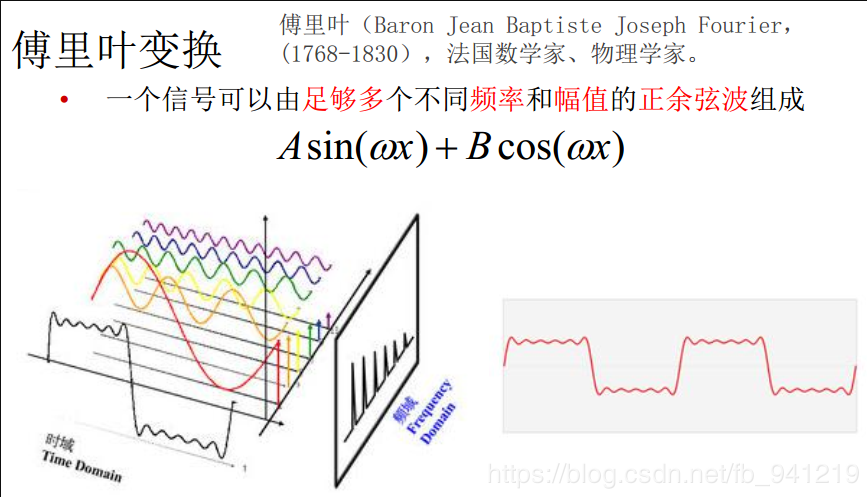 傅里叶变换
傅里叶（Baron Jean Baptiste Joseph Fourier，
(1768-1830），法国数学家、物理学家。
• 一个信号可以由足够多个不同频率和幅值的正余弦波组成
A sin(ωx) + B cos(ωx)
时域
Time Domain
1
频域
Frequency
Domain
https://blog.csdn.net/fb_941219